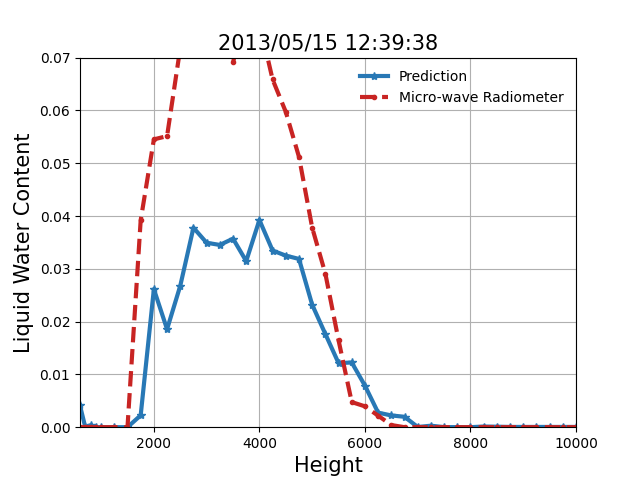 2013/05/15 12:39:38
Liquid Water Content
0.07
0.06
0.05
0.04
0.03
0.02
0.01
0.00
Prediction
Micro-wave Radiometer
2000 4000 6000 8000 10000
Height